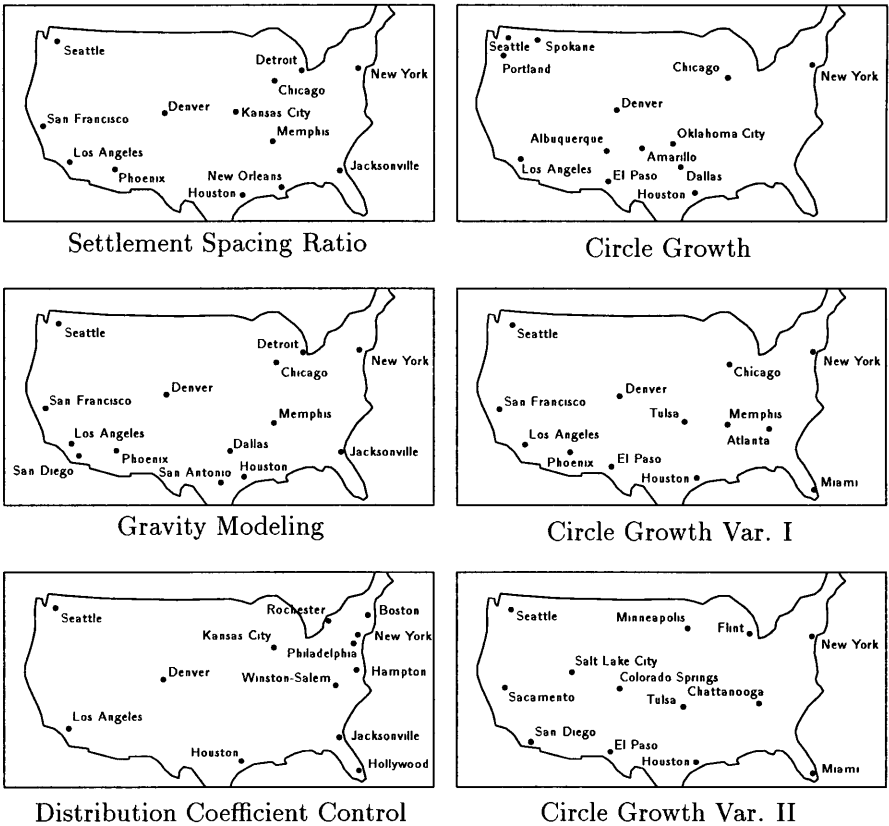 Seattle
Detroit
New York
Chicago
Denver
Kansas City
San Francisco
Memphis
Los Angeles
Phoenix
New Orleans
Jacksonville
Houston
Settlement Spacing Ratio
Seattle
Spokane
Portland
Chicago
New York
Denver
Albuquerque
Oklahoma City
Amarillo
Los Angeles
El Paso
Dallas
Houston
Circle Growth
Seattle
Detroit
New York
Chicago
Denver
San Francisco
Memphis
Los Angeles
Dallas
Phoenix
Jacksonville
San Diego
San Antonio
Houston
Gravity Modeling
Seattle
New York
Chicago
Denver
San Francisco
Tulsa
Memphis
Los Angeles
Atlanta
Phoenix
El Paso
Houston
Miami
Circle Growth Var. I
Seattle
Rochester
Boston
Kansas City
New York
Philadelphia
Denver
Winston-Salem
Hampton
Los Angeles
Jacksonville
Houston
Hollywood
Distribution Coefficient Control
Seattle
Minneapolis
Flint
New York
Salt Lake City
Colorado Springs
Sacamento
Tulsa
Chattanooga
San Diego
El Paso
Houston
Miami
Circle Growth Var. II